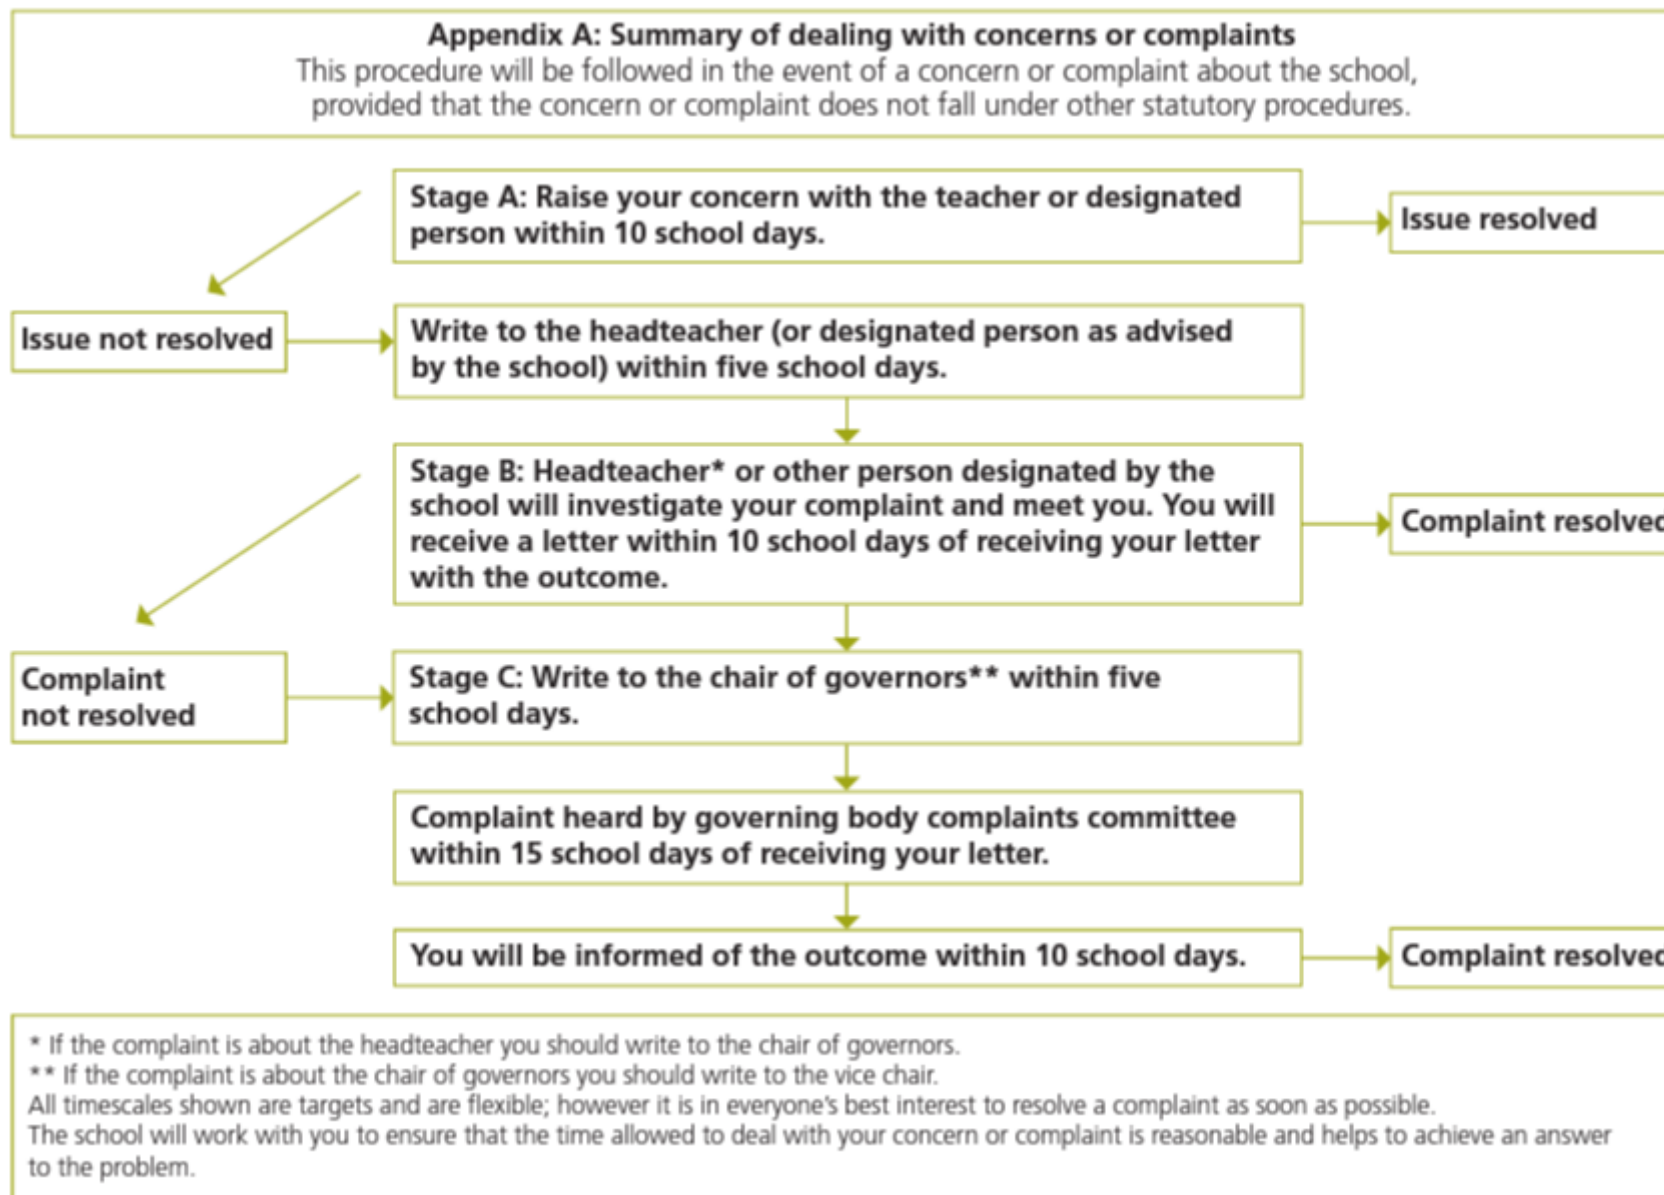 Appendix A: Summary of dealing with concerns or complaints
This procedure will be followed in the event of a concern or complaint about the school,
provided that the concern or complaint does not fall under other statutory procedures.
Stage A: Raise your concern with the teacher or designated
person within 10 school days.
Issue resolved
Issue not resolved
Write to the headteacher (or designated person as advised
by the school) within five school days.
Stage B: Headteacher* or other person designated by the
school will investigate your complaint and meet you. You will
receive a letter within 10 school days of receiving your letter
with the outcome.
Complaint resolved
Complaint
not resolved
Stage C: Write to the chair of governors** within five
school days.
Complaint heard by governing body complaints committee
within 15 school days of receiving your letter.
You will be informed of the outcome within 10 school days.
Complaint resolved
* If the complaint is about the headteacher you should write to the chair of governors.
** If the complaint is about the chair of governors you should write to the vice chair.
All timescales shown are targets and are flexible; however it is in everyone's best interest to resolve a complaint as soon as possible.
The school will work with you to ensure that the time allowed to deal with your concern or complaint is reasonable and helps to achieve an answer
to the problem.